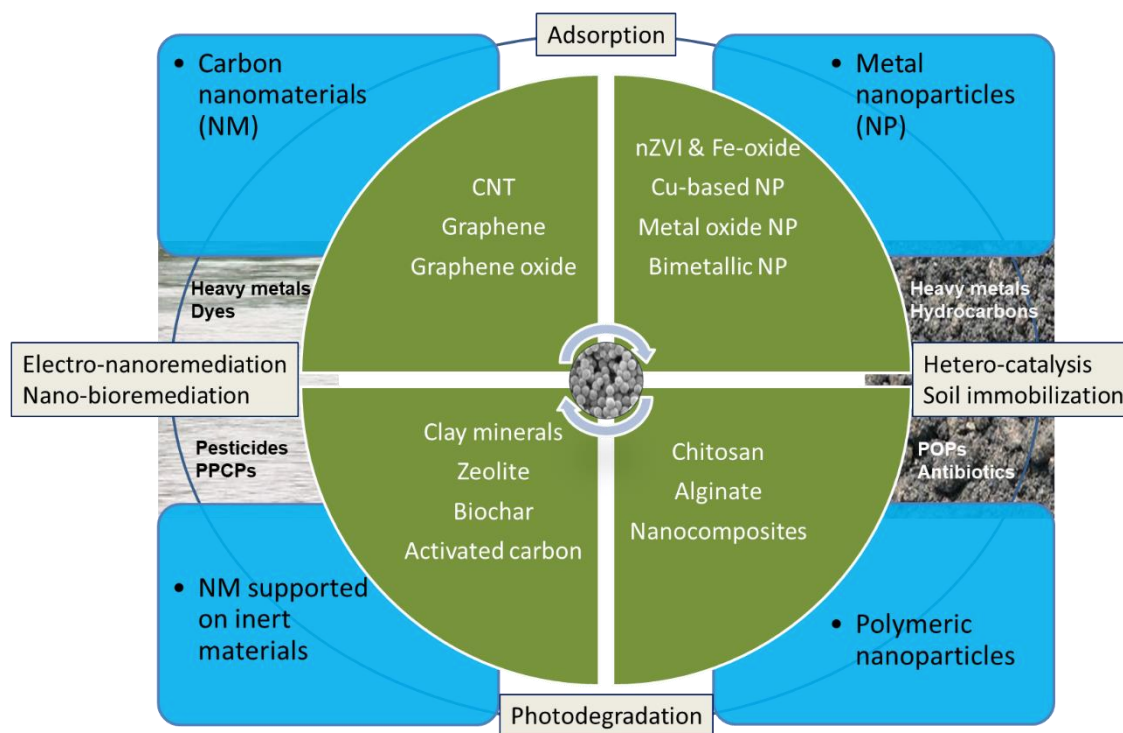 Adsorption
• Carbon
nanomaterials
(NM)
• Metal
nanoparticles
(NP)
CNT
Graphene
Graphene oxide
nZVI & Fe-oxide
Cu-based NP
Metal oxide NP
Bimetallic NP
Heavy metals
Dyes
Heavy metals
Hydrocarbons
Electro-nanoremediation
Nano-bioremediation
Hetero-catalysis
Soil immobilization
Pesticides
PPCPs
POPs
Antibiotics
Clay minerals
Zeolite
Biochar
Activated carbon
Chitosan
Alginate
Nanocomposites
• NM supported
on inert
materials
• Polymeric
nanoparticles
Photodegradation